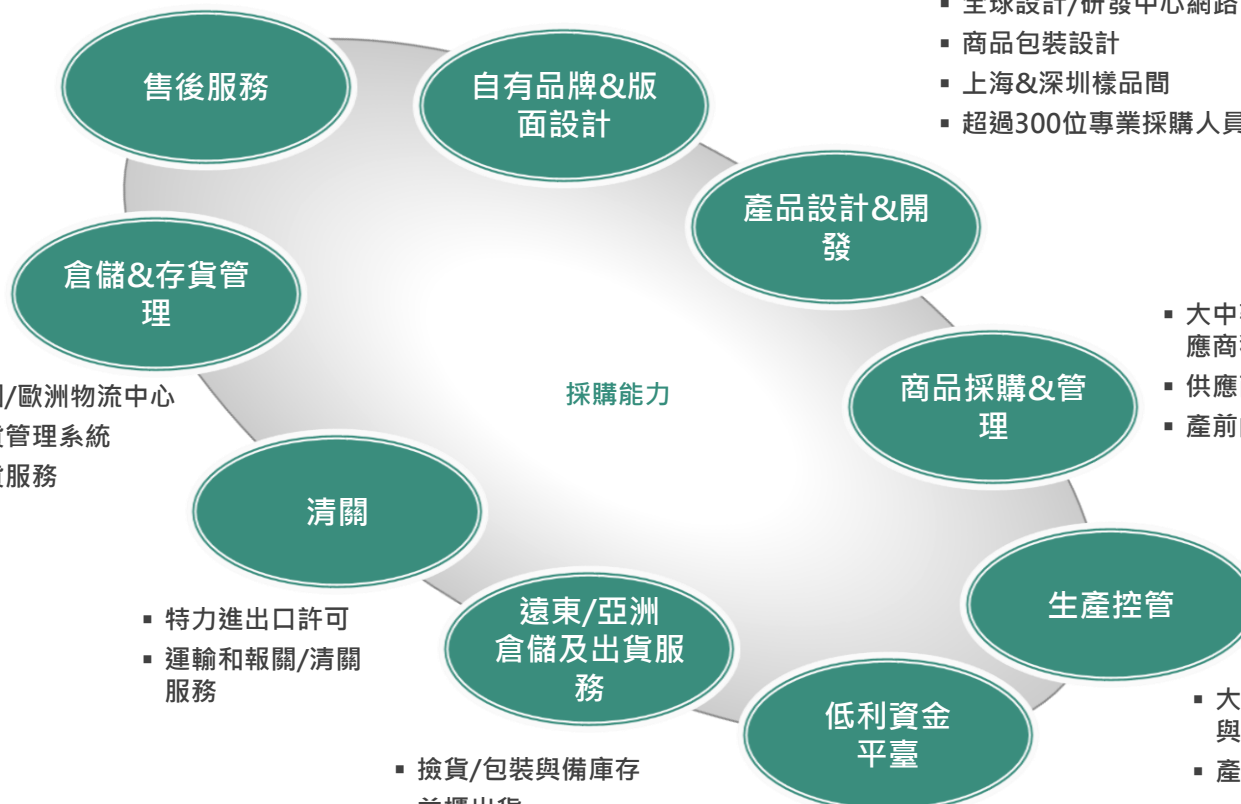 全球設計/研發中心網路
商品包裝設計
上海&深圳樣品間
超過300位專業採購人員
售後服務
自有品牌&版
面設計
產品設計&開
發
倉儲&存貨管
理
大中
應商
供應
產前
/歐洲物流中心
管理系統
服務
採購能力
商品採購&管
理
清關
特力進出口許可
運輸和報關/清關
服務
遠東/亞洲
倉儲及出貨服
務
生產控管
低利資金
平臺
大
與
產
撿貨/包裝與備庫存